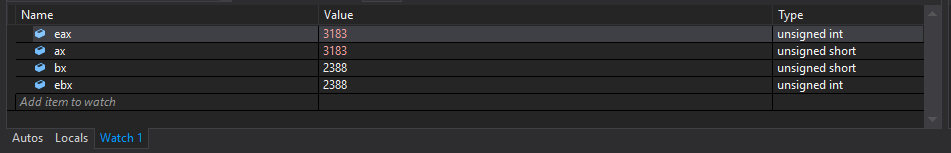 Name Value Type
eax 3183 unsigned int
ax 3183 unsigned short
bx 2388 unsigned short
ebx 2388 unsigned int
Add item to watch
Autos Locals Watch 1